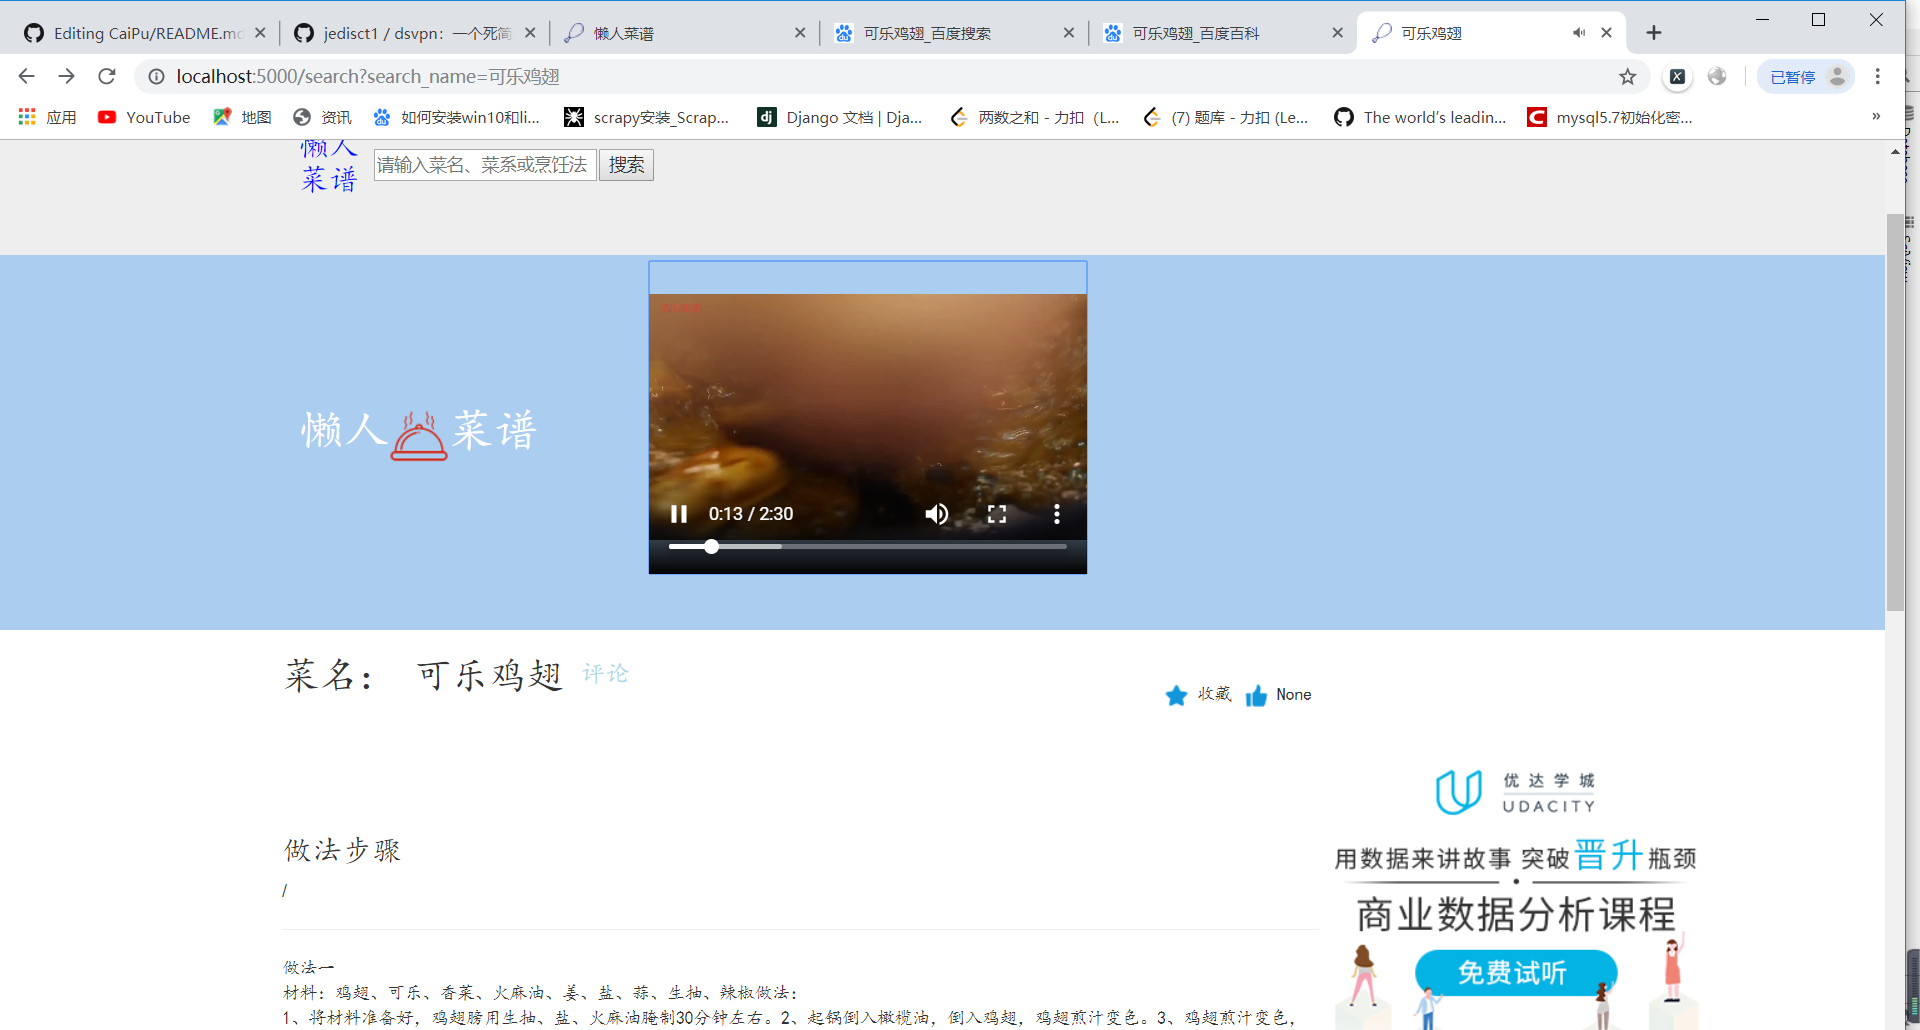 Editing CaiPu/README.md
jedisct1 / dsvpn：一个死简
懒人菜谱
可乐鸡翅_百度搜索
可乐鸡翅_百度百科
可乐鸡翅
localhost:5000/search?search_name=可乐鸡翅
已暂停
应用
YouTube
地图
资讯
如何安装win10和li...
scrapy安装_Scrap...
Django 文档 | Dja...
两数之和 - 力扣（L...
(7) 题库 - 力扣 (Le...
The world's leadin...
mysql5.7初始化密...
»
懒人
菜谱
请输入菜名、菜系或烹饪法
搜索
懒人菜谱
0:13 / 2:30
菜名： 可乐鸡翅 评论
收藏
None
做法步骤
/
优达学城
UDACITY
用数据来讲故事 突破晋升瓶颈
商业数据分析课程
免费试听
做法一
材料：鸡翅、可乐、香菜、火麻油、姜、盐、蒜、生抽、辣椒做法：
1、将材料准备好，鸡翅膀用生抽、盐、火麻油腌制30分钟左右。2、起锅倒入橄榄油，倒入鸡翅，鸡翅煎汁变色。3、鸡翅煎汁变色，